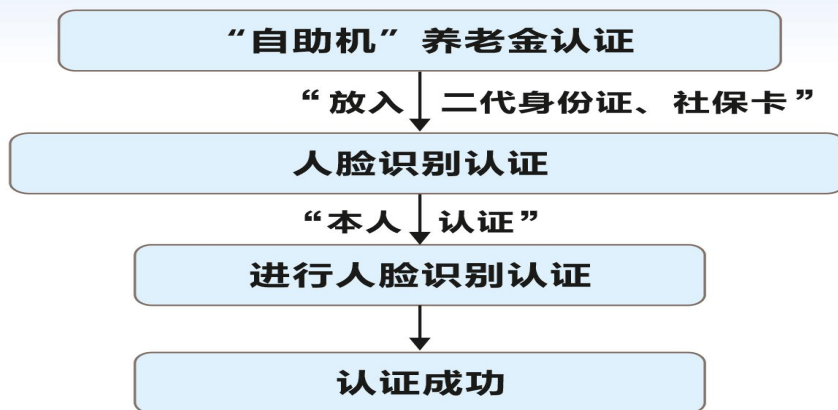 “自助机”养老金认证
“放入 二代身份证、社保卡”
人脸识别认证
“本人 认证”
进行人脸识别认证
认证成功